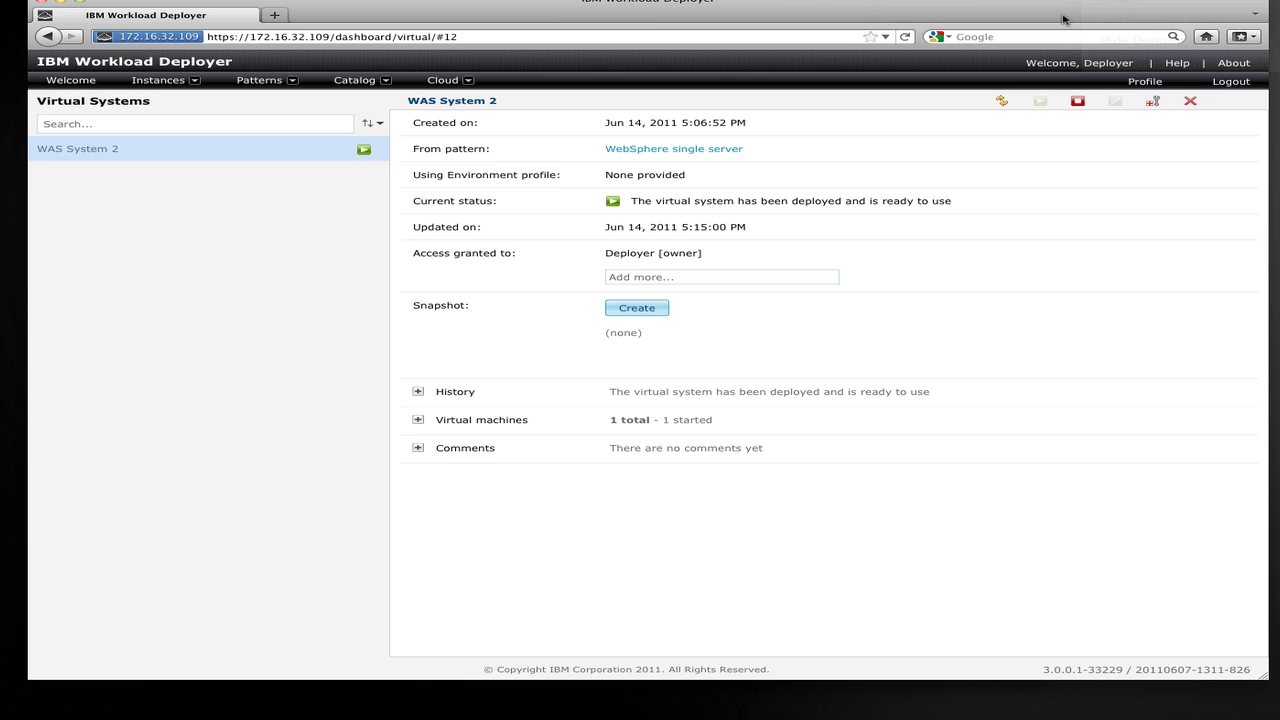 IBM Workload Deployer
IBM Workload Deployer
172.16.32.109 https://172.16.32.109/dashboard/virtual/#12
Google
IBM Workload Deployer
Welcome, Deployer | Help | About
Welcome Instances Patterns Catalog Cloud
Profile Logout
Virtual Systems
Search...
WAS System 2
WAS System 2
Created on: Jun 14, 2011 5:06:52 PM
From pattern: WebSphere single server
Using Environment profile: None provided
Current status: The virtual system has been deployed and is ready to use
Updated on: Jun 14, 2011 5:15:00 PM
Access granted to: Deployer [owner]
Add more...
Snapshot: Create
(none)
History The virtual system has been deployed and is ready to use
Virtual machines 1 total - 1 started
Comments There are no comments yet
© Copyright IBM Corporation 2011. All Rights Reserved.
3.0.0.1-33229 / 20110607-1311-826